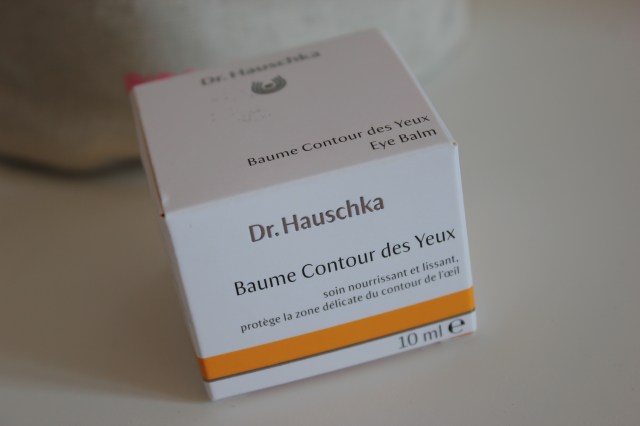 Dr. Hauschka
Baume Contour des Yeux
Eye Balm
Dr. Hauschka
Baume Contour des Yeux
soin nourrissant et lissant,
protège la zone délicate du contour de l'œil
10 ml ℮